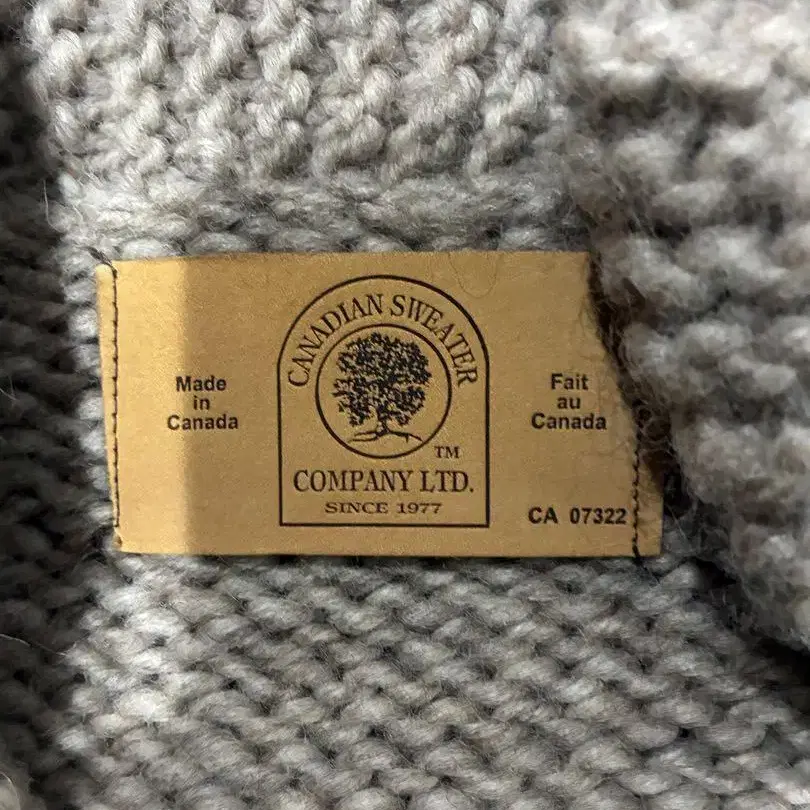 Made
in
Canada
CANADIAN SWEATER
TM
COMPANY LTD.
SINCE 1977
Fait
au
Canada
CA 07322